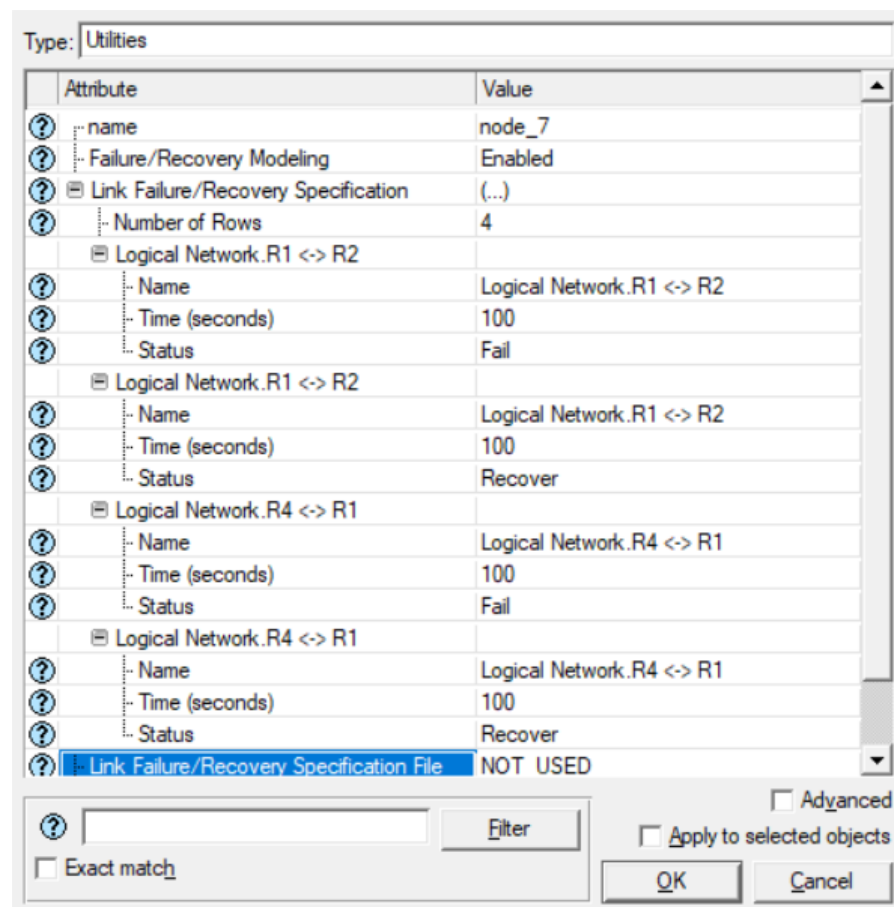 Type: Utilities
Attribute Value
name node_7
Failure/Recovery Modeling Enabled
Link Failure/Recovery Specification (...)
Number of Rows 4
Logical Network.R1 <-> R2
Name Logical Network.R1 <-> R2
Time (seconds) 100
Status Fail
Logical Network.R1 <-> R2
Name Logical Network.R1 <-> R2
Time (seconds) 100
Status Recover
Logical Network.R4 <-> R1
Name Logical Network.R4 <-> R1
Time (seconds) 100
Status Fail
Logical Network.R4 <-> R1
Name Logical Network.R4 <-> R1
Time (seconds) 100
Status Recover
Link Failure/Recovery Specification File NOT USED
Advanced
Filter
Apply to selected objects
Exact match
OK Cancel